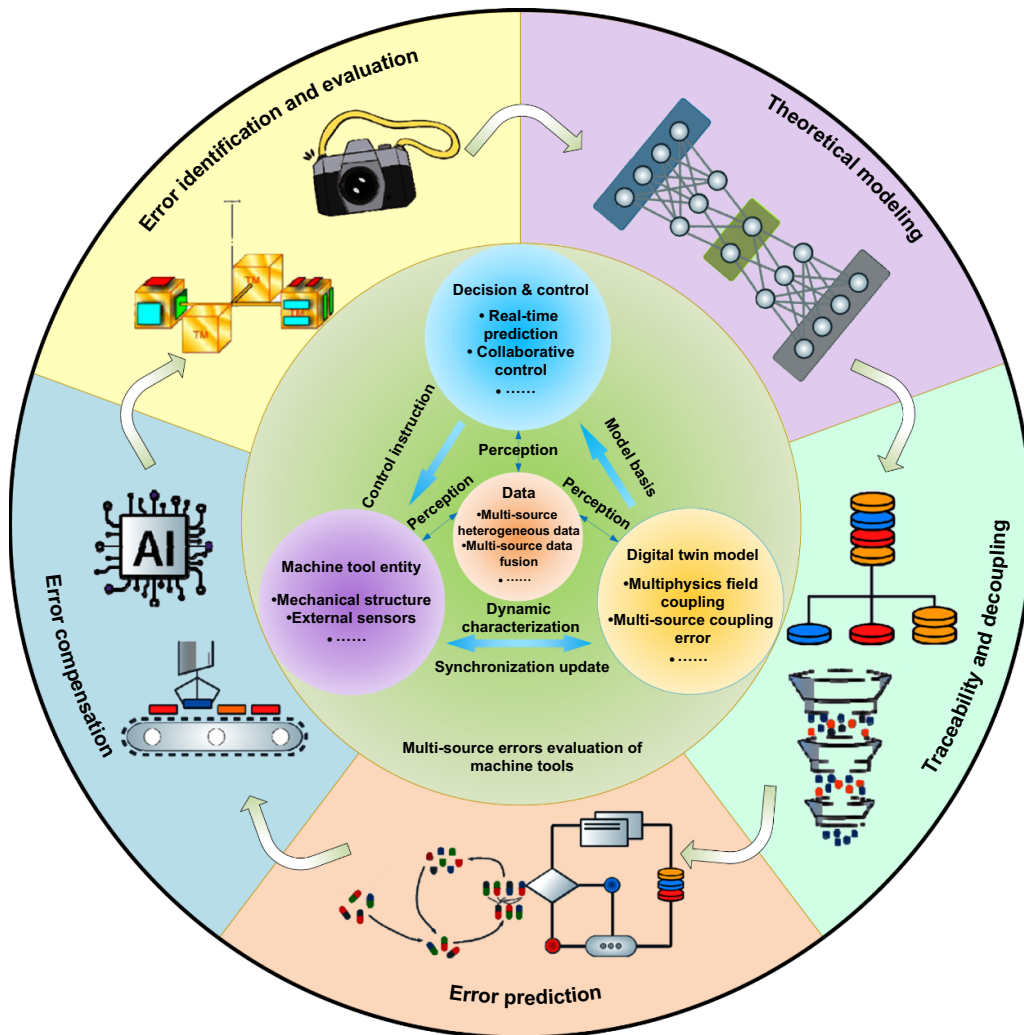 Error identification and evaluation
Theoretical modeling
TM
TM
Decision & control
• Real-time
prediction
• Collaborative
control
• ......
Control instruction
Perception
Model basis
Perception
Perception
Data
•Multi-source
heterogeneous data
•Multi-source data
fusion
• ......
Machine tool entity
•Mechanical structure
•External sensors
• ......
Digital twin model
•Multiphysics field
coupling
•Multi-source coupling
error
• ......
Dynamic
characterization
Synchronization update
AI
Error compensation
Traceability and decoupling
Multi-source errors evaluation of
machine tools
Error prediction